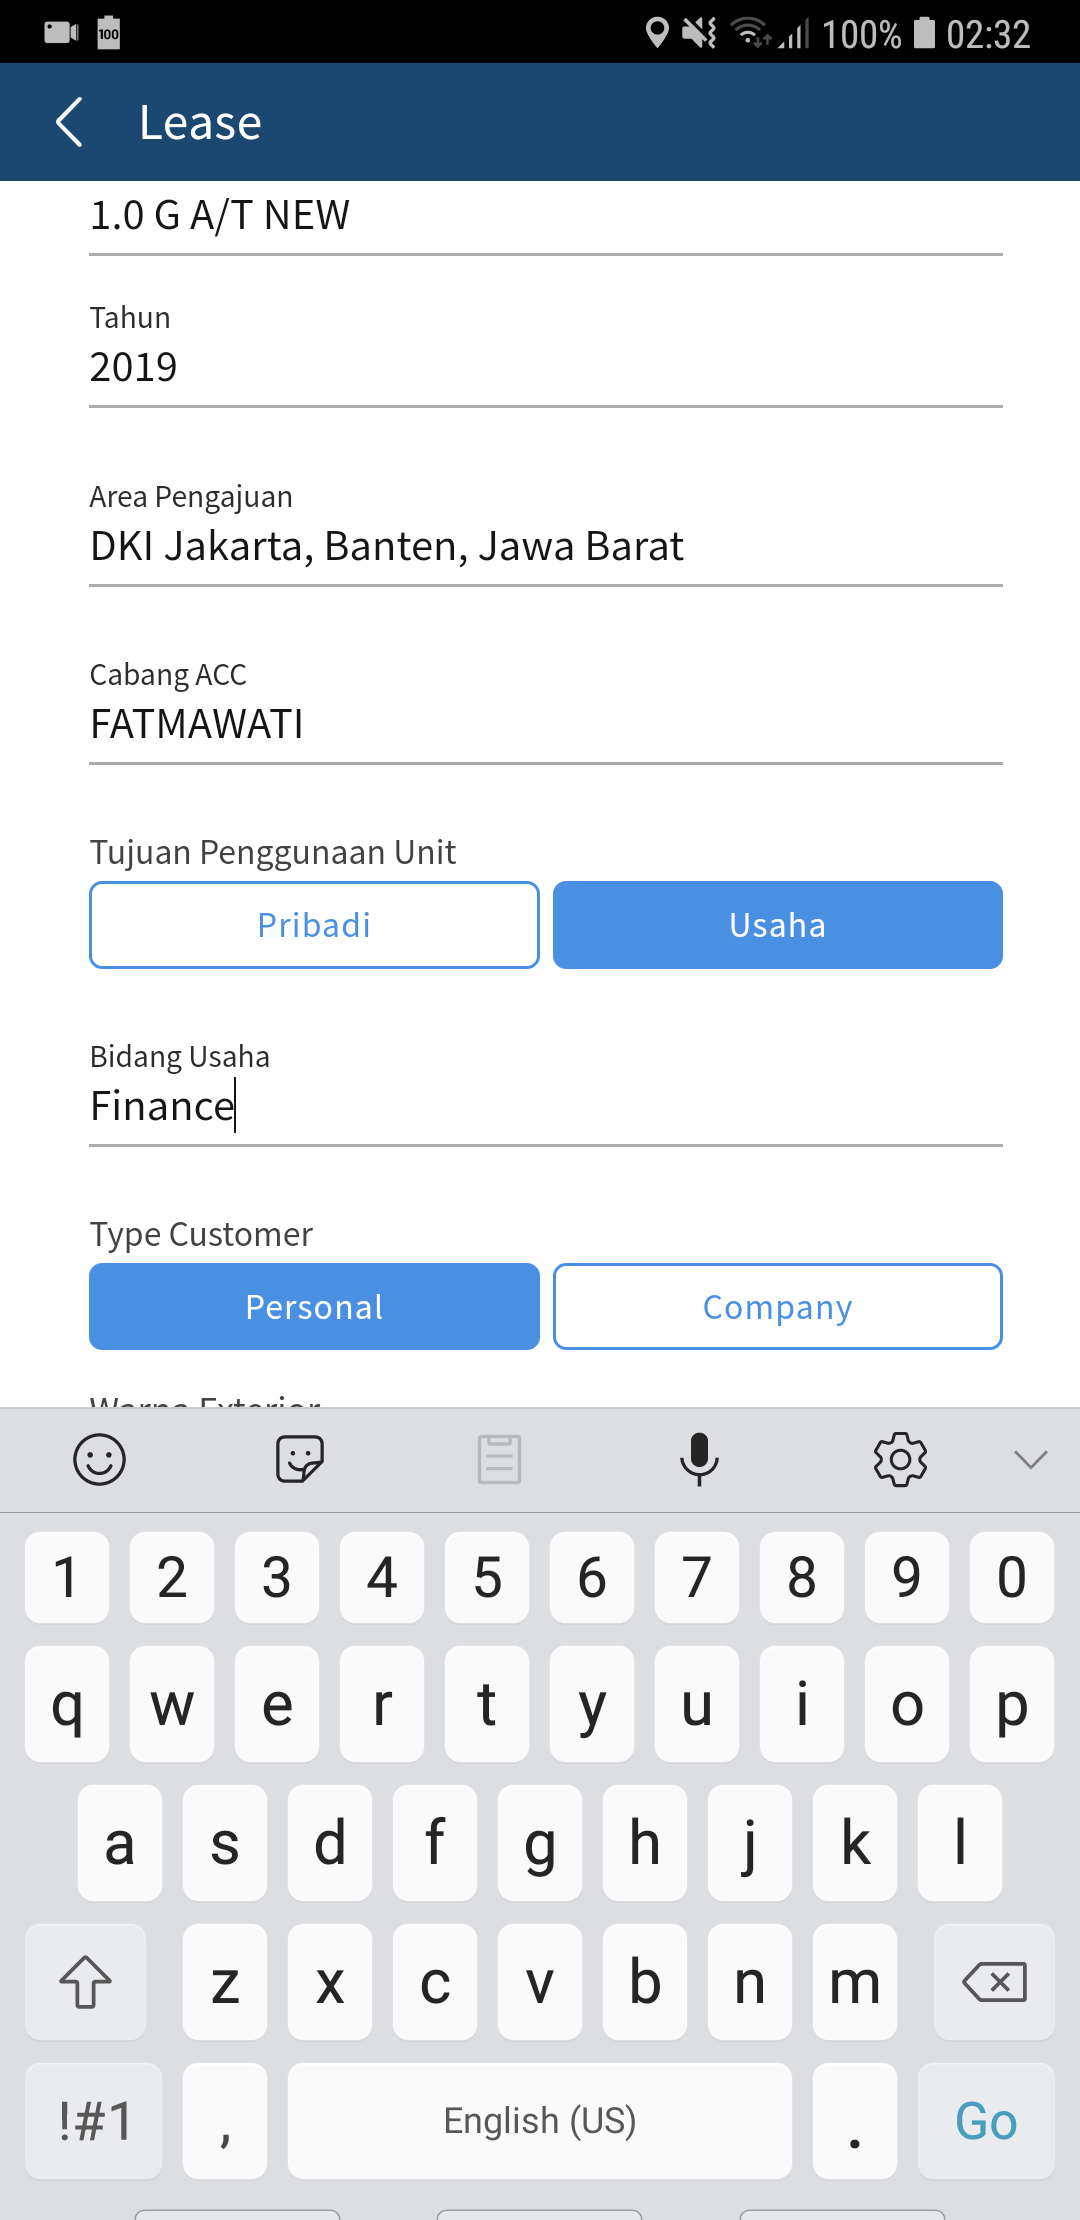 100 100% 02:32
Lease
1.0 G A/T NEW
Tahun
2019
Area Pengajuan
DKI Jakarta, Banten, Jawa Barat
Cabang ACC
FATMAWATI
Tujuan Penggunaan Unit
Pribadi Usaha
Bidang Usaha
Finance
Type Customer
Personal Company
Warna Exterior
1 2 3 4 5 6 7 8 9 0
q w e r t y u i o p
a s d f g h j k l
z x c v b n m
!#1 , English (US) . Go